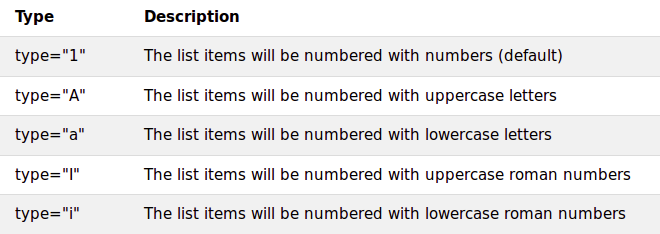 Type Description
type="1" The list items will be numbered with numbers (default)
type="A" The list items will be numbered with uppercase letters
type="a" The list items will be numbered with lowercase letters
type="I" The list items will be numbered with uppercase roman numbers
type="i" The list items will be numbered with lowercase roman numbers